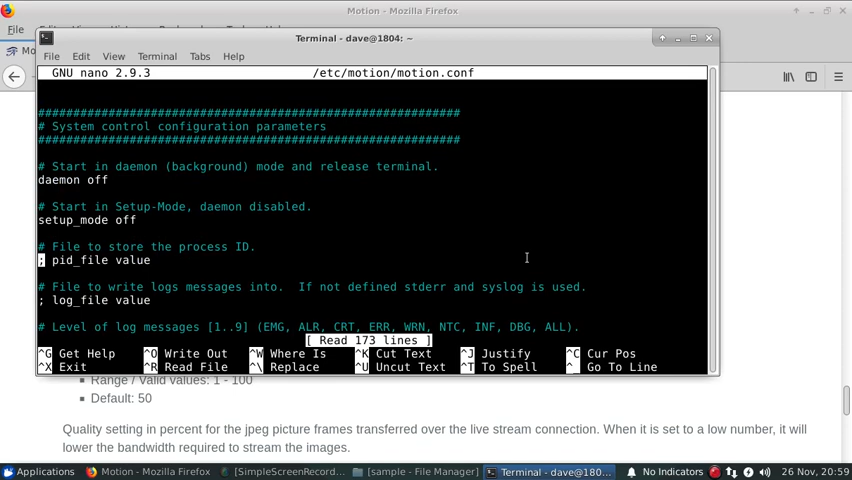 Motion - Mozilla Firefox
File
Terminal - dave@1804: ~
Mo
File Edit View Terminal Tabs Help
GNU nano 2.9.3 /etc/motion/motion.conf
############################################################
# System control configuration parameters
############################################################
# Start in daemon (background) mode and release terminal.
daemon off
# Start in Setup-Mode, daemon disabled.
setup_mode off
# File to store the process ID.
; pid_file value
# File to write logs messages into.  If not defined stderr and syslog is used.
; log_file value
# Level of log messages [1..9] (EMG, ALR, CRT, ERR, WRN, NTC, INF, DBG, ALL).
[ Read 173 lines ]
^G Get Help ^O Write Out ^W Where Is ^K Cut Text ^J Justify ^C Cur Pos
^X Exit ^R Read File ^\ Replace ^U Uncut Text ^T To Spell ^_ Go To Line
Range / Valid values: 1 - 100
Default: 50
Quality setting in percent for the jpeg picture frames transferred over the live stream connection. When it is set to a low number, it will
lower the bandwidth required to stream the images.
Applications Motion - Mozilla Firefox [SimpleScreenRecord... [sample - File Manager] Terminal - dave@180... No Indicators 26 Nov, 20:59